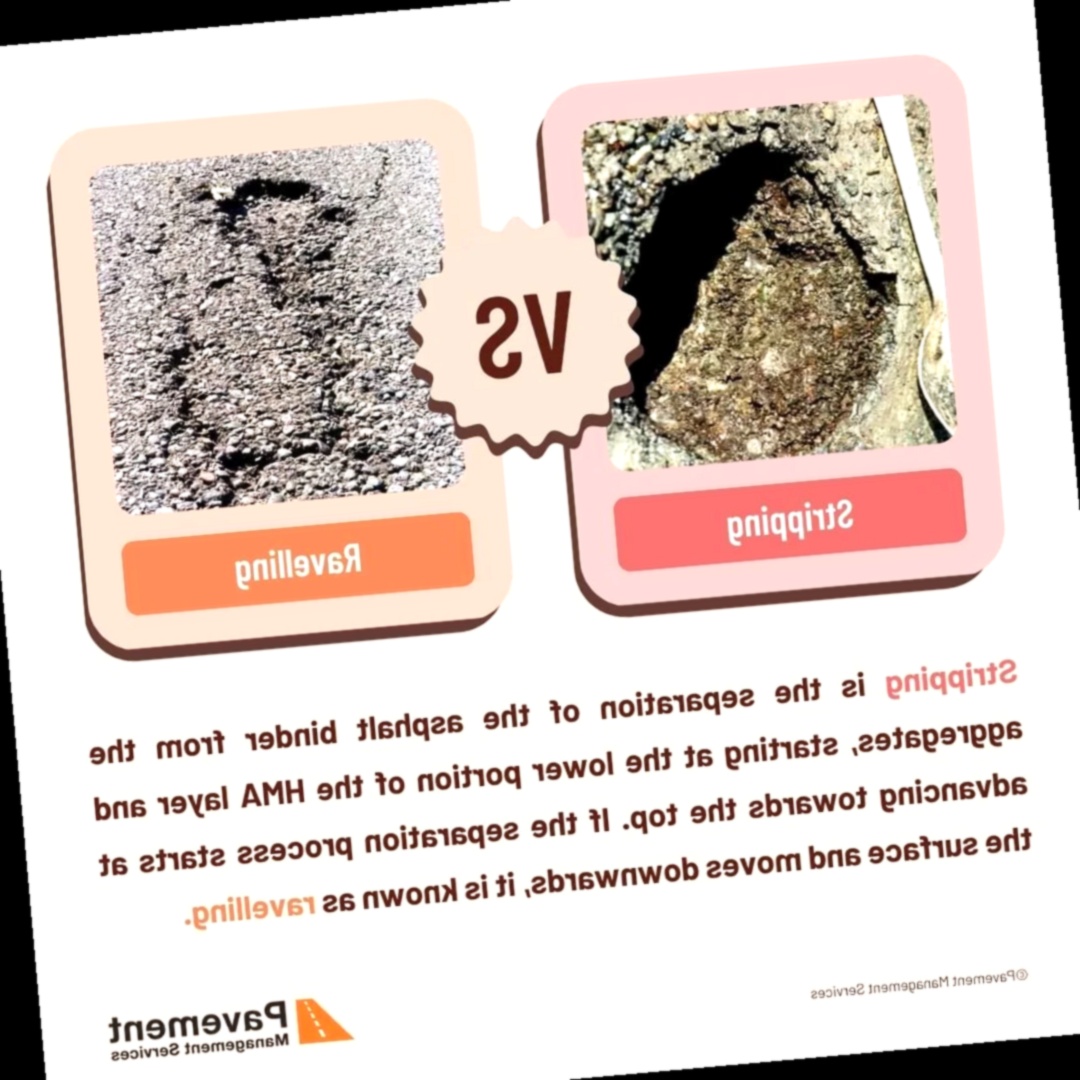 VS
Stripping
Ravelling
Stripping is the separation of the asphalt binder from the
aggregates, starting at the lower portion of the HMA layer and
advancing towards the top. If the separation process starts at
the surface and moves downwards, it is known as ravelling.
©Pavement Management Services
Pavement
Management Services